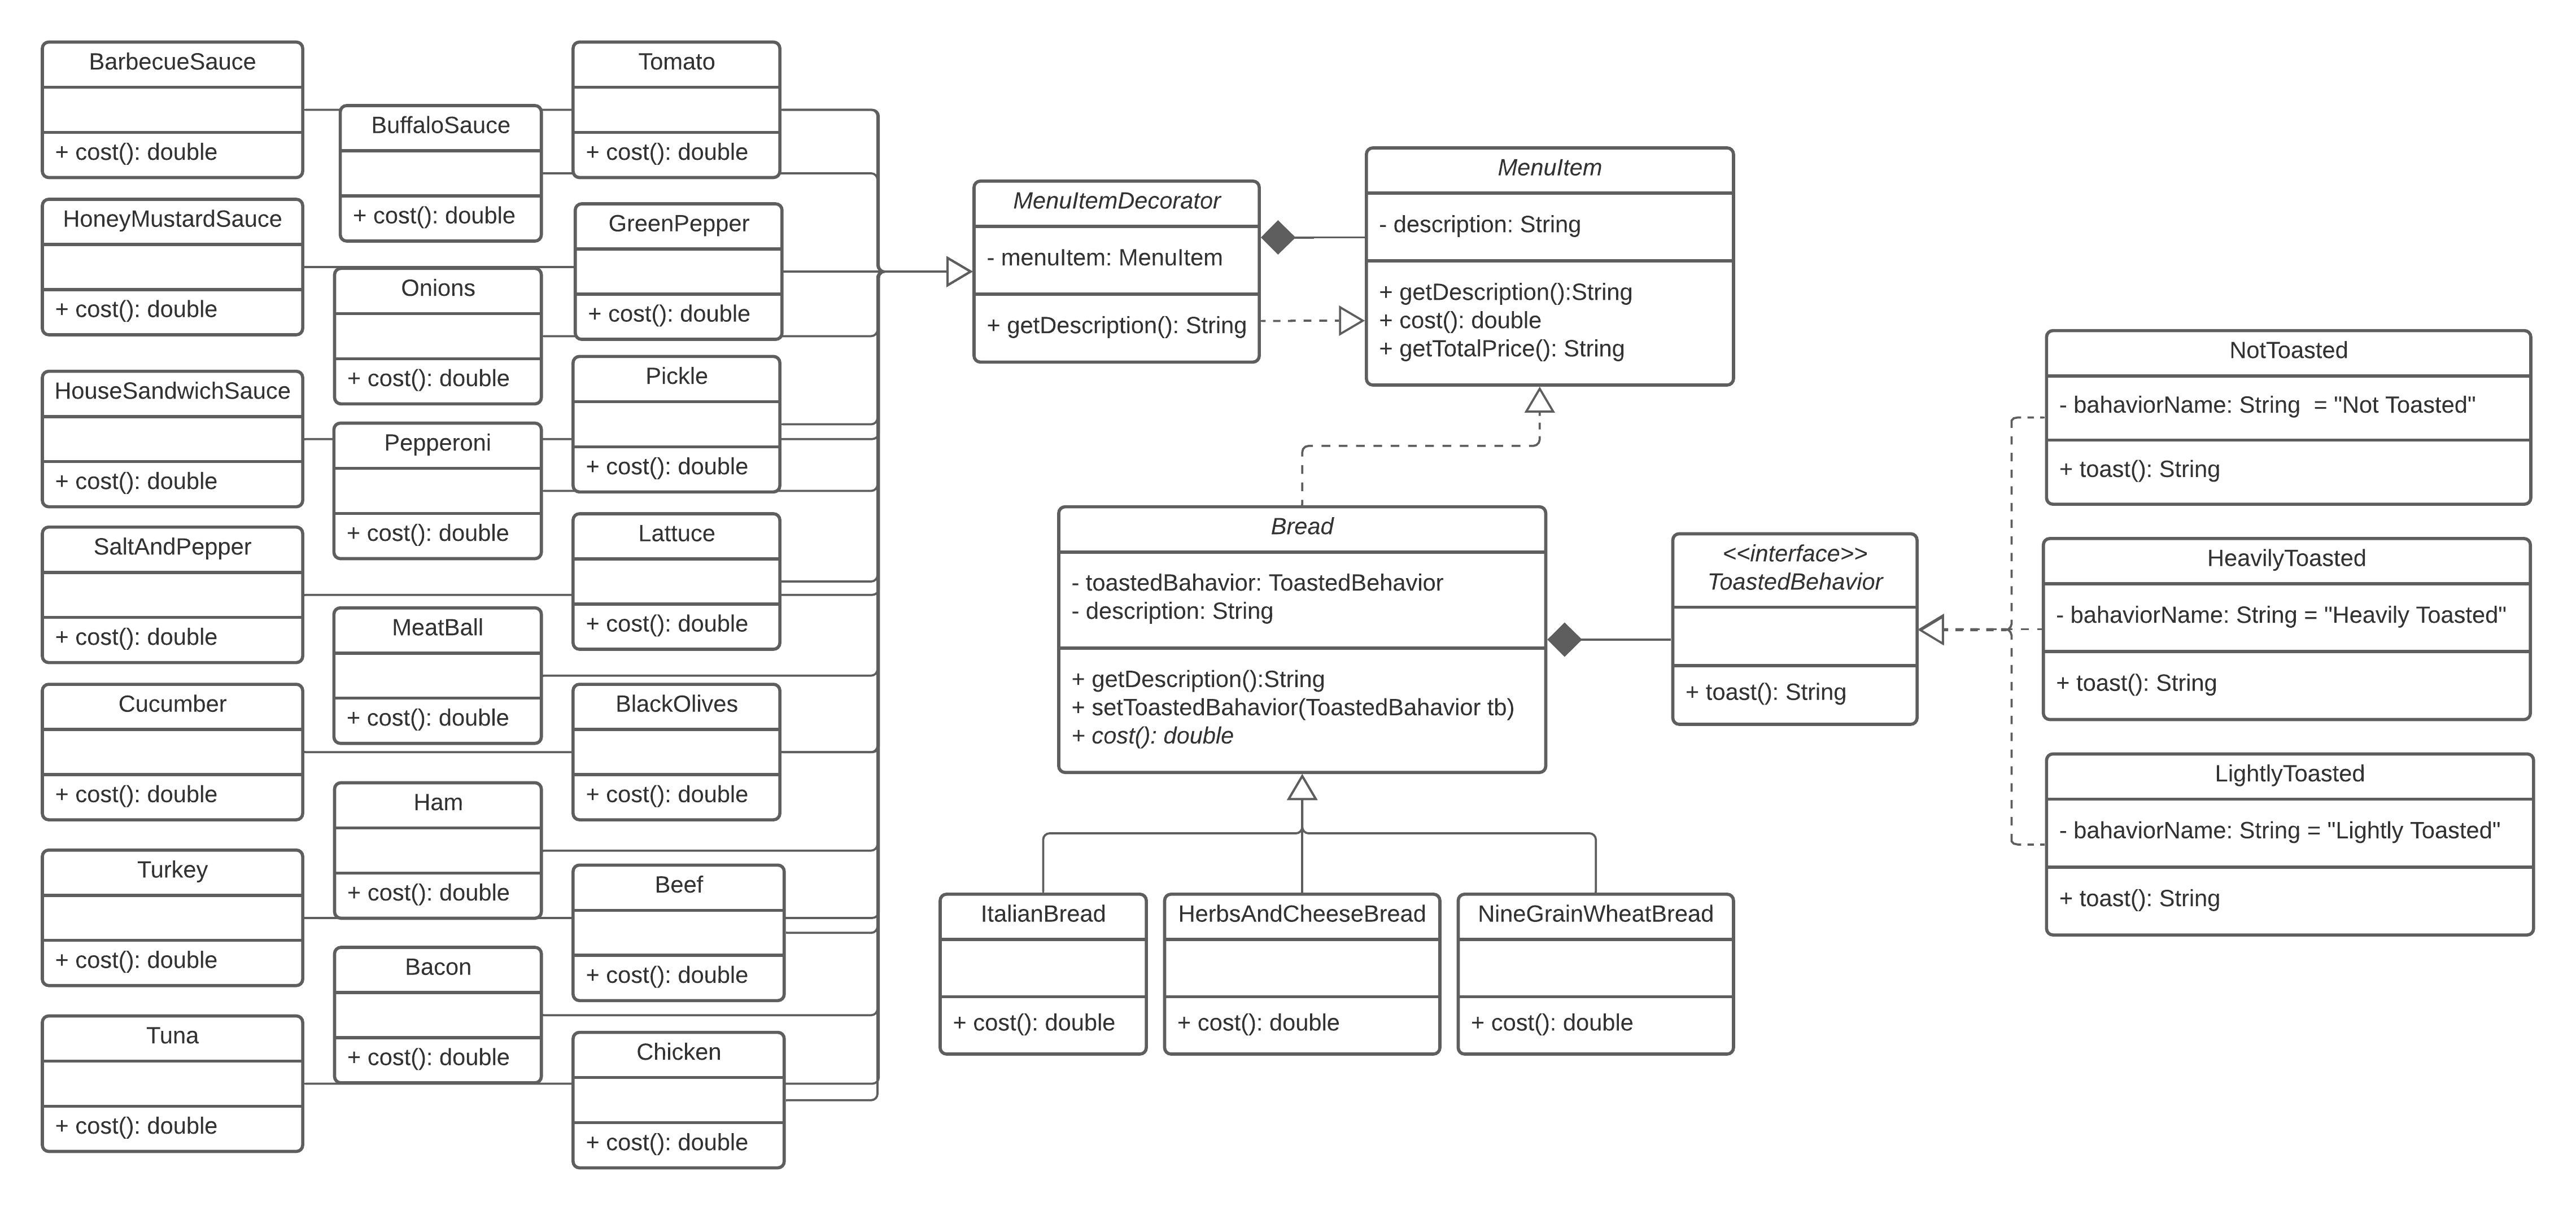 BarbecueSauce
+ cost(): double
HoneyMustardSauce
+ cost(): double
HouseSandwichSauce
+ cost(): double
SaltAndPepper
+ cost(): double
Cucumber
+ cost(): double
Turkey
+ cost(): double
Tuna
+ cost(): double
BuffaloSauce
+ cost(): double
Onions
+ cost(): double
Pepperoni
+ cost(): double
MeatBall
+ cost(): double
Ham
+ cost(): double
Bacon
+ cost(): double
Tomato
+ cost(): double
GreenPepper
+ cost(): double
Pickle
+ cost(): double
Lattuce
+ cost(): double
BlackOlives
+ cost(): double
Beef
+ cost(): double
Chicken
+ cost(): double
MenuItemDecorator
- menuItem: MenuItem
+ getDescription(): String
MenuItem
- description: String
+ getDescription():String
+ cost(): double
+ getTotalPrice(): String
Bread
- toastedBahavior: ToastedBehavior
- description: String
+ getDescription():String
+ setToastedBahavior(ToastedBahavior tb)
+ cost(): double
ItalianBread
+ cost(): double
HerbsAndCheeseBread
+ cost(): double
NineGrainWheatBread
+ cost(): double
<<interface>>
ToastedBehavior
+ toast(): String
NotToasted
- bahaviorName: String  = "Not Toasted"
+ toast(): String
HeavilyToasted
- bahaviorName: String = "Heavily Toasted"
+ toast(): String
LightlyToasted
- bahaviorName: String = "Lightly Toasted"
+ toast(): String